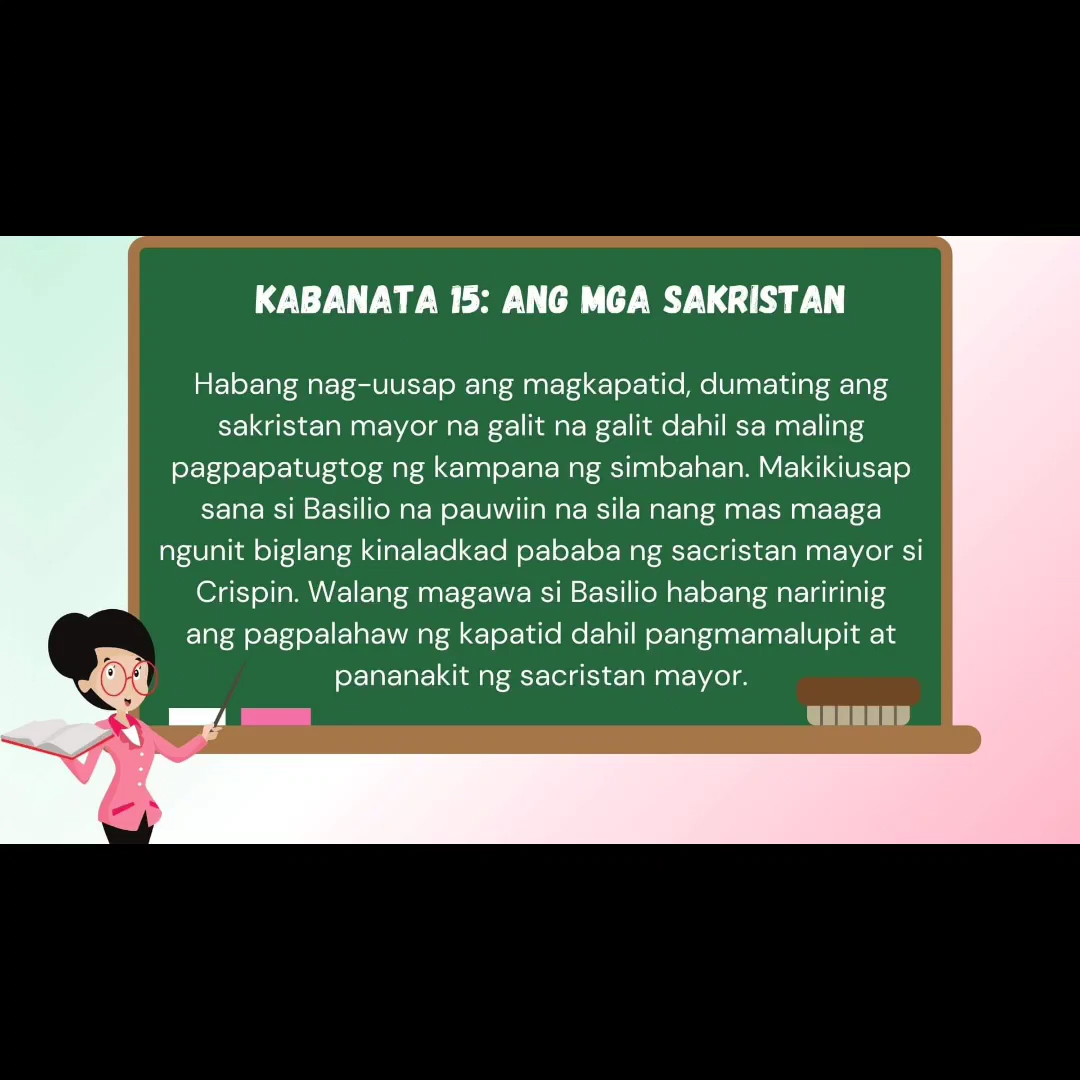 KABANATA 15: ANG MGA SAKRISTAN
Habang nag-uusap ang magkapatid, dumating ang
sakristan mayor na galit na galit dahil sa maling
pagpapatugtog ng kampana ng simbahan. Makikiusap
sana si Basilio na pauwiin na sila nang mas maaga
ngunit biglang kinaladkad pababa ng sacristan mayor si
Crispin. Walang magawa si Basilio habang naririnig
ang pagpalahaw ng kapatid dahil pangmamalupit at
pananakit ng sacristan mayor.